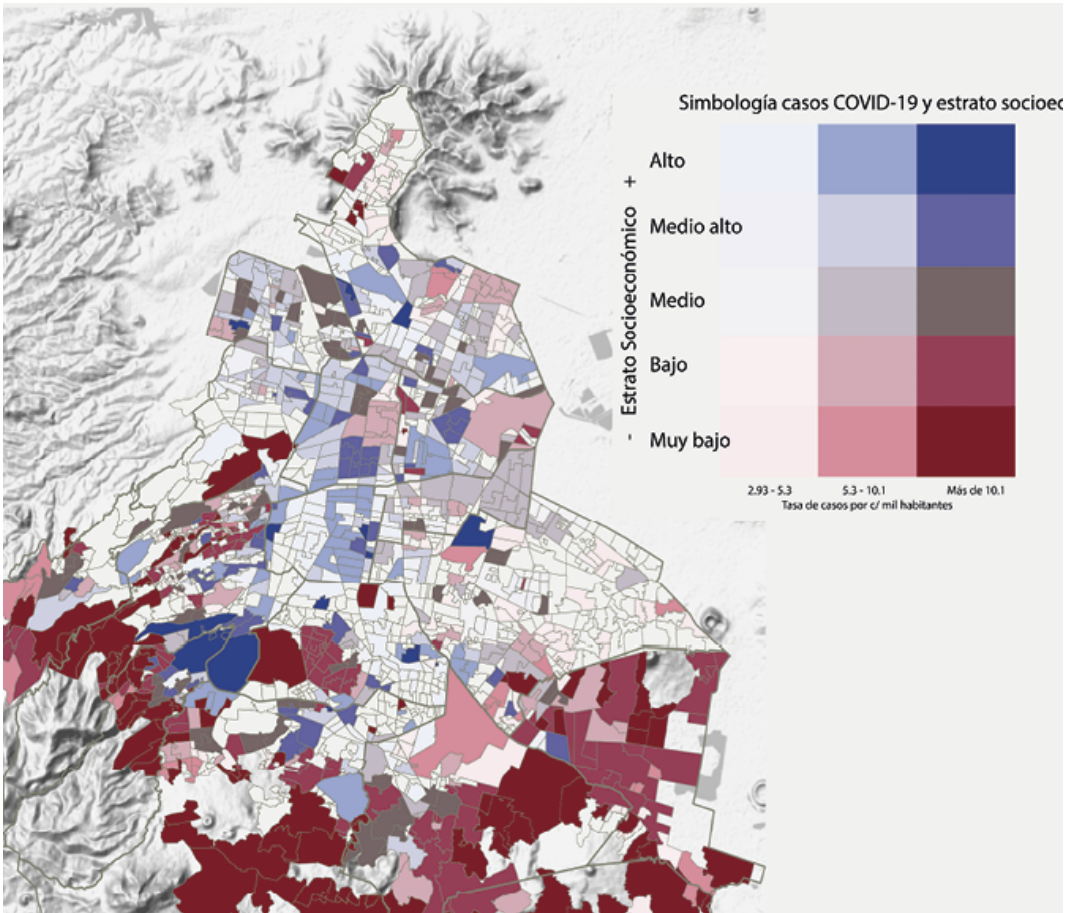 Simbología casos COVID-19 y estrato socioec
+
Estrato Socioeconómico
-
Alto
Medio alto
Medio
Bajo
Muy bajo
2.93 - 5.3
5.3 - 10.1
Más de 10.1
Tasa de casos por c/ mil habitantes